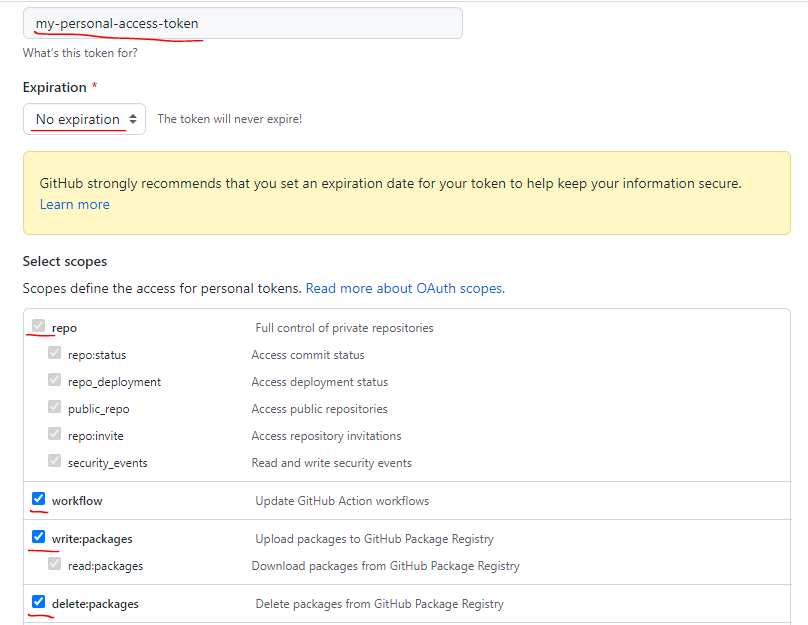 my-personal-access-token
What's this token for?
Expiration *
No expiration The token will never expire!
GitHub strongly recommends that you set an expiration date for your token to help keep your information secure.
Learn more
Select scopes
Scopes define the access for personal tokens. Read more about OAuth scopes.
repo Full control of private repositories
repo:status Access commit status
repo_deployment Access deployment status
public_repo Access public repositories
repo:invite Access repository invitations
security_events Read and write security events
workflow Update GitHub Action workflows
write:packages Upload packages to GitHub Package Registry
read:packages Download packages from GitHub Package Registry
delete:packages Delete packages from GitHub Package Registry